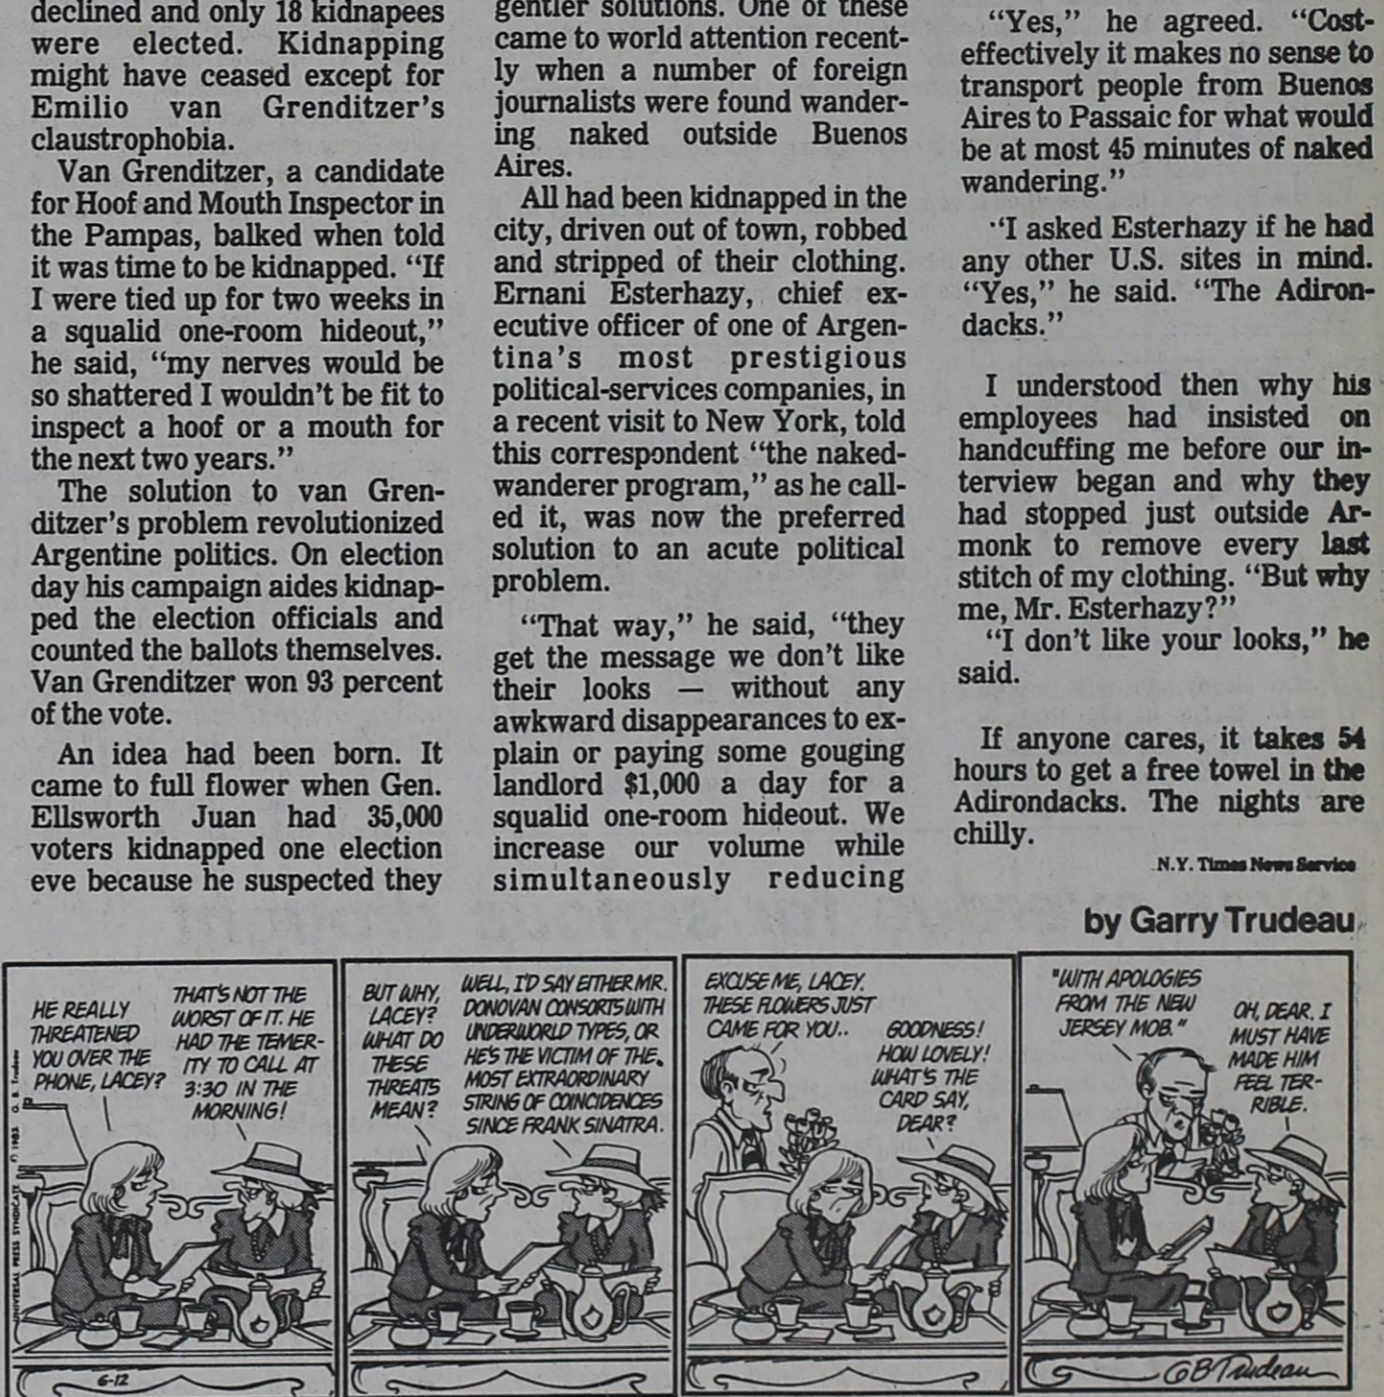 declined and only 18 kidnapees
were elected. Kidnapping
might have ceased except for
Emilio van Grenditzer's
claustrophobia.
Van Grenditzer, a candidate
for Hoof and Mouth Inspector in
the Pampas, balked when told
it was time to be kidnapped. "If
I were tied up for two weeks in
a squalid one-room hideout,"
he said, "my nerves would be
so shattered I wouldn't be fit to
inspect a hoof or a mouth for
the next two years."
The solution to van Gren-
ditzer's problem revolutionized
Argentine politics. On election
day his campaign aides kidnap-
ped the election officials and
counted the ballots themselves.
Van Grenditzer won 93 percent
of the vote.
An idea had been born. It
came to full flower when Gen.
Ellsworth Juan had 35,000
voters kidnapped one election
eve because he suspected they
gentler solutions. One of these
came to world attention recent-
ly when a number of foreign
journalists were found wander-
ing naked outside Buenos
Aires.
All had been kidnapped in the
city, driven out of town, robbed
and stripped of their clothing.
Ernani Esterhazy, chief ex-
ecutive officer of one of Argen-
tina's most prestigious
political-services companies, in
a recent visit to New York, told
this correspondent "the naked-
wanderer program," as he call-
ed it, was now the preferred
solution to an acute political
problem.
"That way," he said, "they
get the message we don't like
their looks — without any
awkward disappearances to ex-
plain or paying some gouging
landlord $1,000 a day for a
squalid one-room hideout. We
increase our volume while
simultaneously reducing
"Yes," he agreed. "Cost-
effectively it makes no sense to
transport people from Buenos
Aires to Passaic for what would
be at most 45 minutes of naked
wandering."
"I asked Esterhazy if he had
any other U.S. sites in mind.
"Yes," he said. "The Adiron-
dacks."
I understood then why his
employees had insisted on
handcuffing me before our in-
terview began and why they
had stopped just outside Ar-
monk to remove every last
stitch of my clothing. "But why
me, Mr. Esterhazy?"
"I don't like your looks," he
said.
If anyone cares, it takes 54
hours to get a free towel in the
Adirondacks. The nights are
chilly.
N.Y. Times News Service
by Garry Trudeau
HE REALLY
THREATENED
YOU OVER THE
PHONE, LACEY?
THAT'S NOT THE
WORST OF IT. HE
HAD THE TEMER-
ITY TO CALL AT
3:30 IN THE
MORNING!
UNIVERSAL PRESS SYNDICATE © 1982 G. B. Trudeau
6-12
BUT WHY,
LACEY?
WHAT DO
THESE
THREATS
MEAN?
WELL, I'D SAY EITHER MR.
DONOVAN CONSORTS WITH
UNDERWORLD TYPES, OR
HE'S THE VICTIM OF THE
MOST EXTRAORDINARY
STRING OF COINCIDENCES
SINCE FRANK SINATRA.
EXCUSE ME, LACEY.
THESE FLOWERS JUST
CAME FOR YOU..
GOODNESS!
HOW LOVELY!
WHAT'S THE
CARD SAY,
DEAR?
"WITH APOLOGIES
FROM THE NEW
JERSEY MOB."
OH, DEAR. I
MUST HAVE
MADE HIM
FEEL TER-
RIBLE.
GB Trudeau